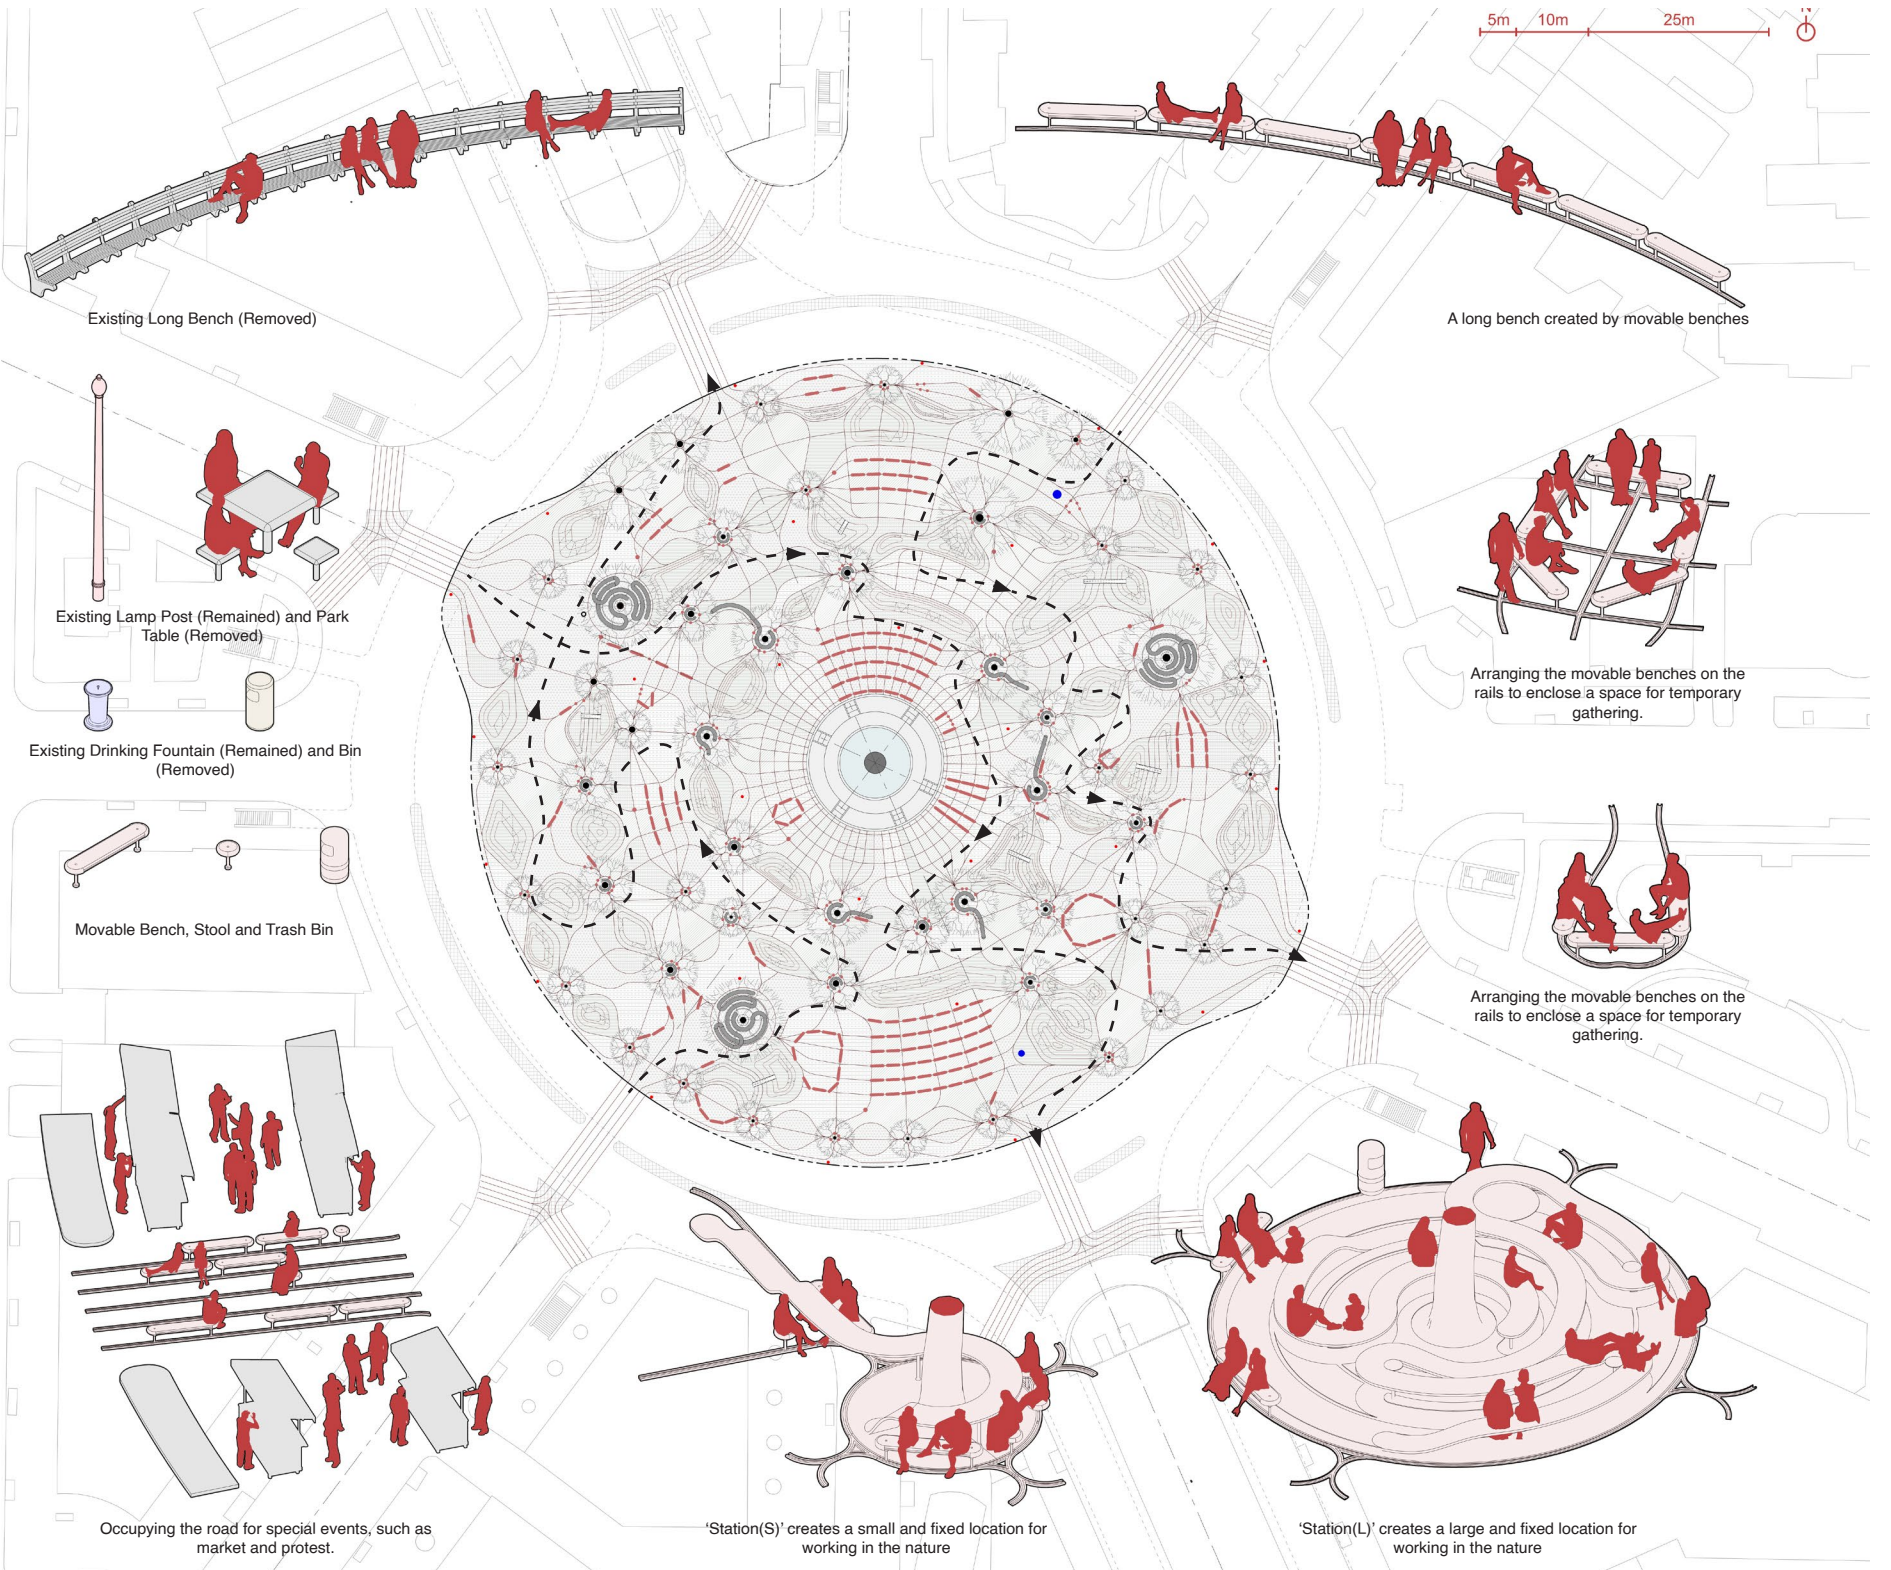 5m 10m 25m
N
Existing Long Bench (Removed)
A long bench created by movable benches
Existing Lamp Post (Remained) and Park
Table (Removed)
Arranging the movable benches on the
rails to enclose a space for temporary
gathering.
Existing Drinking Fountain (Remained) and Bin
(Removed)
Movable Bench, Stool and Trash Bin
Arranging the movable benches on the
rails to enclose a space for temporary
gathering.
Occupying the road for special events, such as
market and protest.
‘Station(S)’ creates a small and fixed location for
working in the nature
‘Station(L)’ creates a large and fixed location for
working in the nature